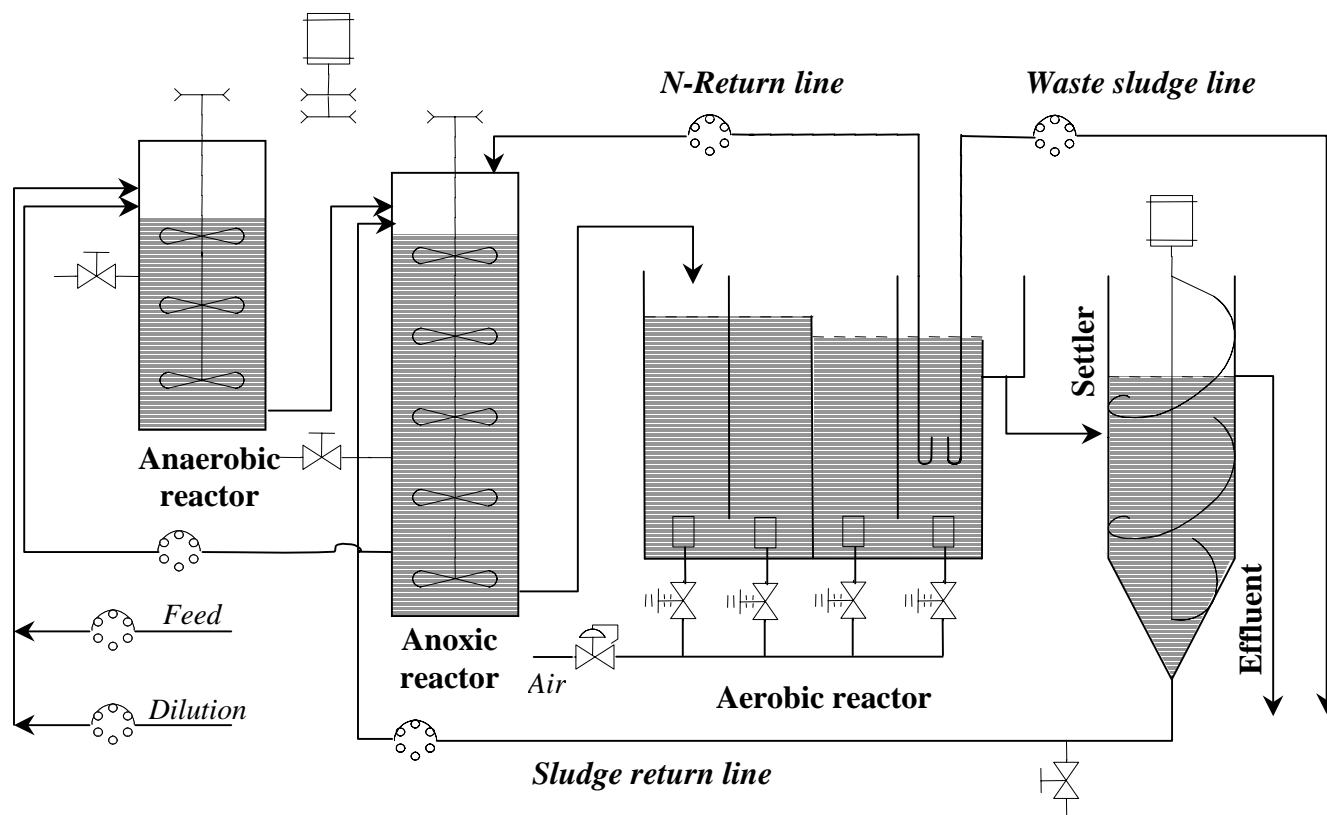 N-Return line
Waste sludge line
Settler
Anaerobic
reactor
Feed
Anoxic
reactor
Effluent
Air
Dilution
Aerobic reactor
Sludge return line